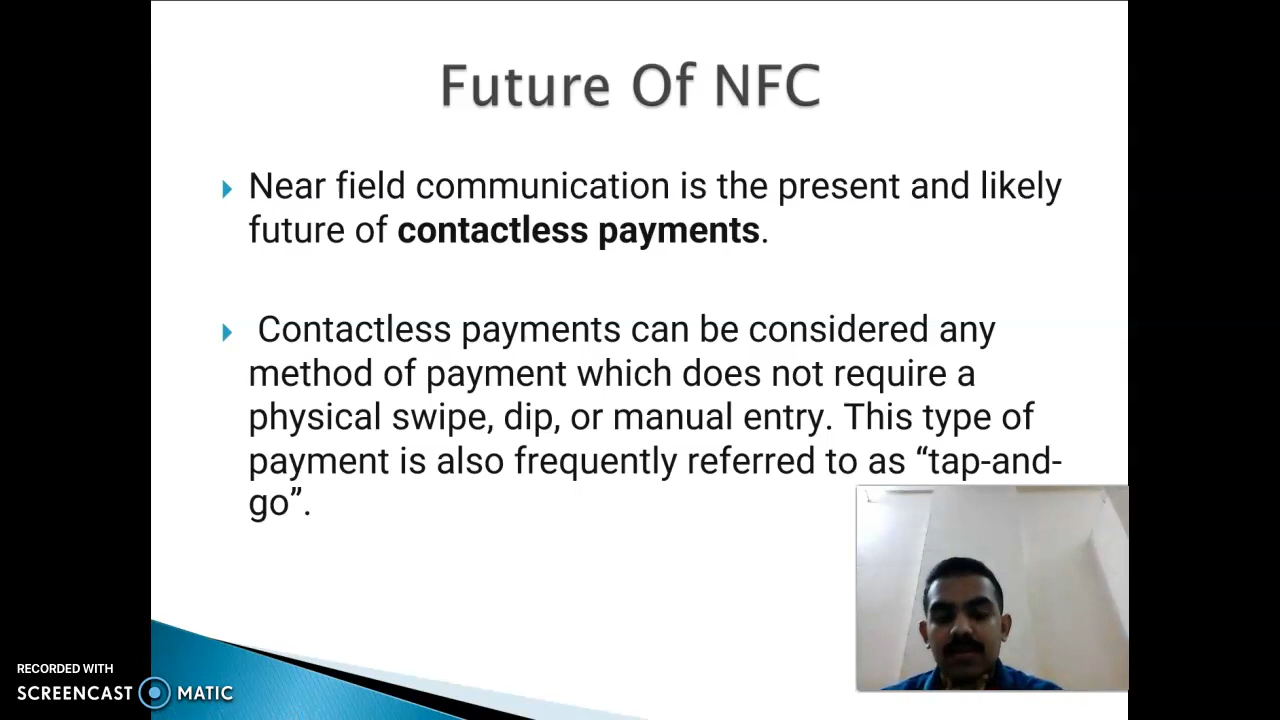 Future Of NFC
Near field communication is the present and likely
future of contactless payments.
Contactless payments can be considered any
method of payment which does not require a
physical swipe, dip, or manual entry. This type of
payment is also frequently referred to as “tap-and-
go”.
RECORDED WITH
SCREENCAST MATIC